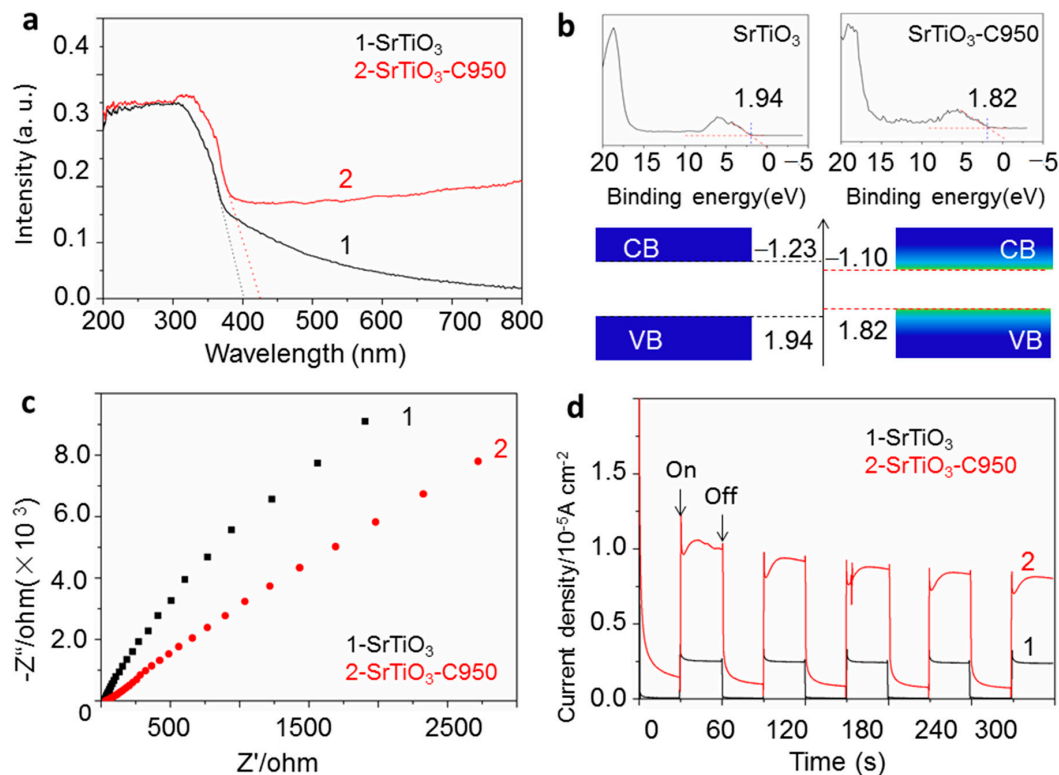 a
0.4
0.3
0.2
0.1
0.0
Intensity (a. u.)
1-SrTiO₃
2-SrTiO₃-C950
2
1
200 300 400 500 600 700 800
Wavelength (nm)
b
SrTiO₃
1.94
20 15 10 5 0 −5
Binding energy(eV)
SrTiO₃-C950
1.82
20 15 10 5 0 −5
Binding energy(eV)
CB
−1.23
−1.10
CB
VB
1.94
1.82
VB
c
8.0
6.0
4.0
2.0
0
-Z“/ohm(×10³)
1
2
1-SrTiO₃
2-SrTiO₃-C950
500 1000 1500 2000 2500
Z'/ohm
d
1.5
1.0
0.5
0.0
Current density/10⁻⁵A cm⁻²
1-SrTiO₃
2-SrTiO₃-C950
On
Off
2
1
0 60 120 180 240 300
Time (s)